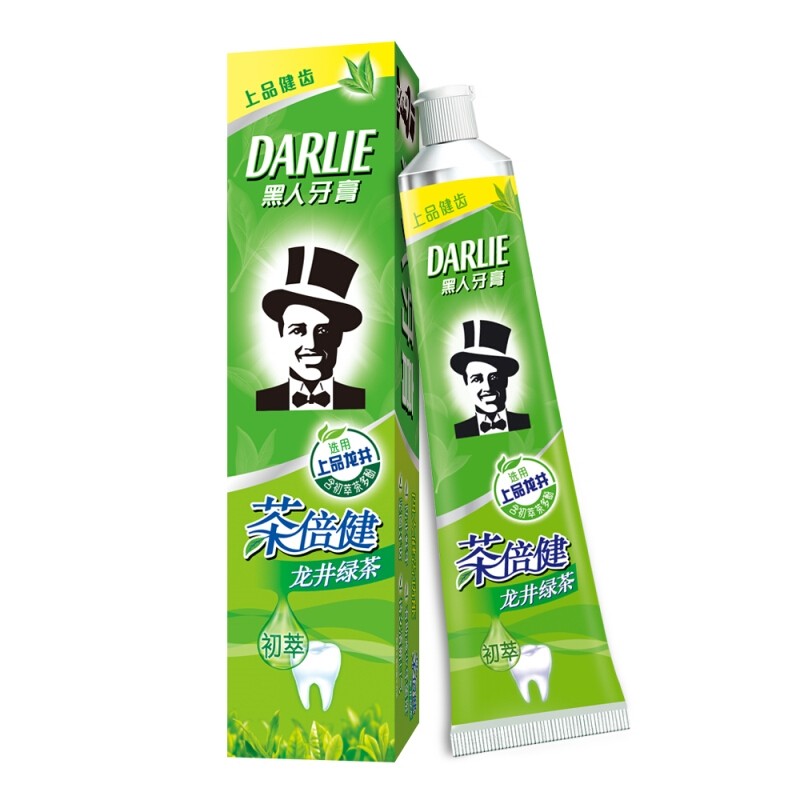 上品健齿
DARLIE
黑人牙膏
选用
上品龙井
含初萃茶多酚
茶倍健
龙井绿茶
初萃
上品健齿
DARLIE
黑人牙膏
选用
上品龙井
含初萃茶多酚
茶倍健
龙井绿茶
初萃